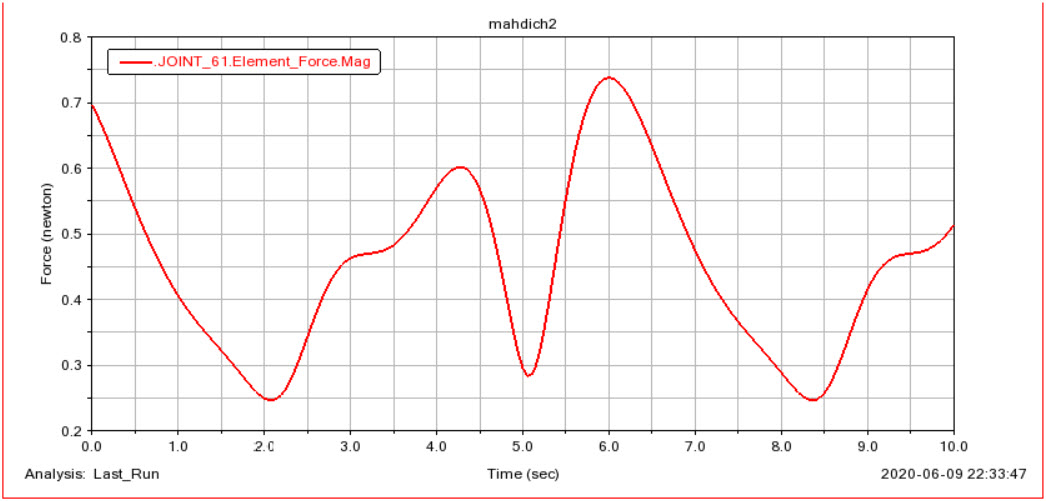 mahdich2
.JOINT_61.Element_Force.Mag
0.8
0.7
0.6
0.5
0.4
0.3
0.2
Force (newton)
0.0 1.0 2.0 3.0 4.0 5.0 6.0 7.0 8.0 9.0 10.0
Analysis: Last_Run Time (sec) 2020-06-09 22:33:47